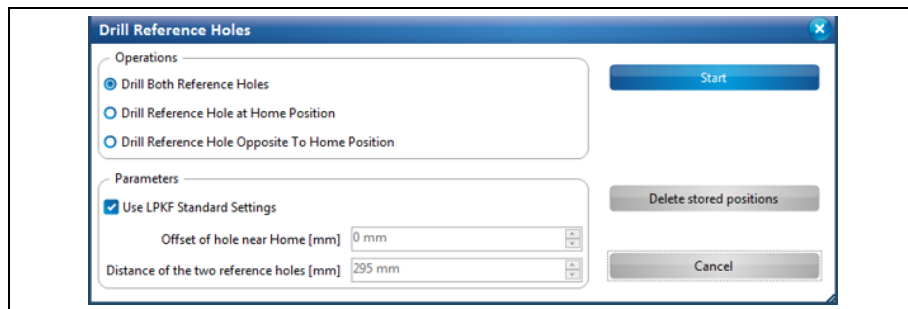 Drill Reference Holes
Operations
Drill Both Reference Holes
Start
Drill Reference Hole at Home Position
Drill Reference Hole Opposite To Home Position
Parameters
Use LPKF Standard Settings
Delete stored positions
Offset of hole near Home [mm] 0 mm
Distance of the two reference holes [mm] 295 mm
Cancel